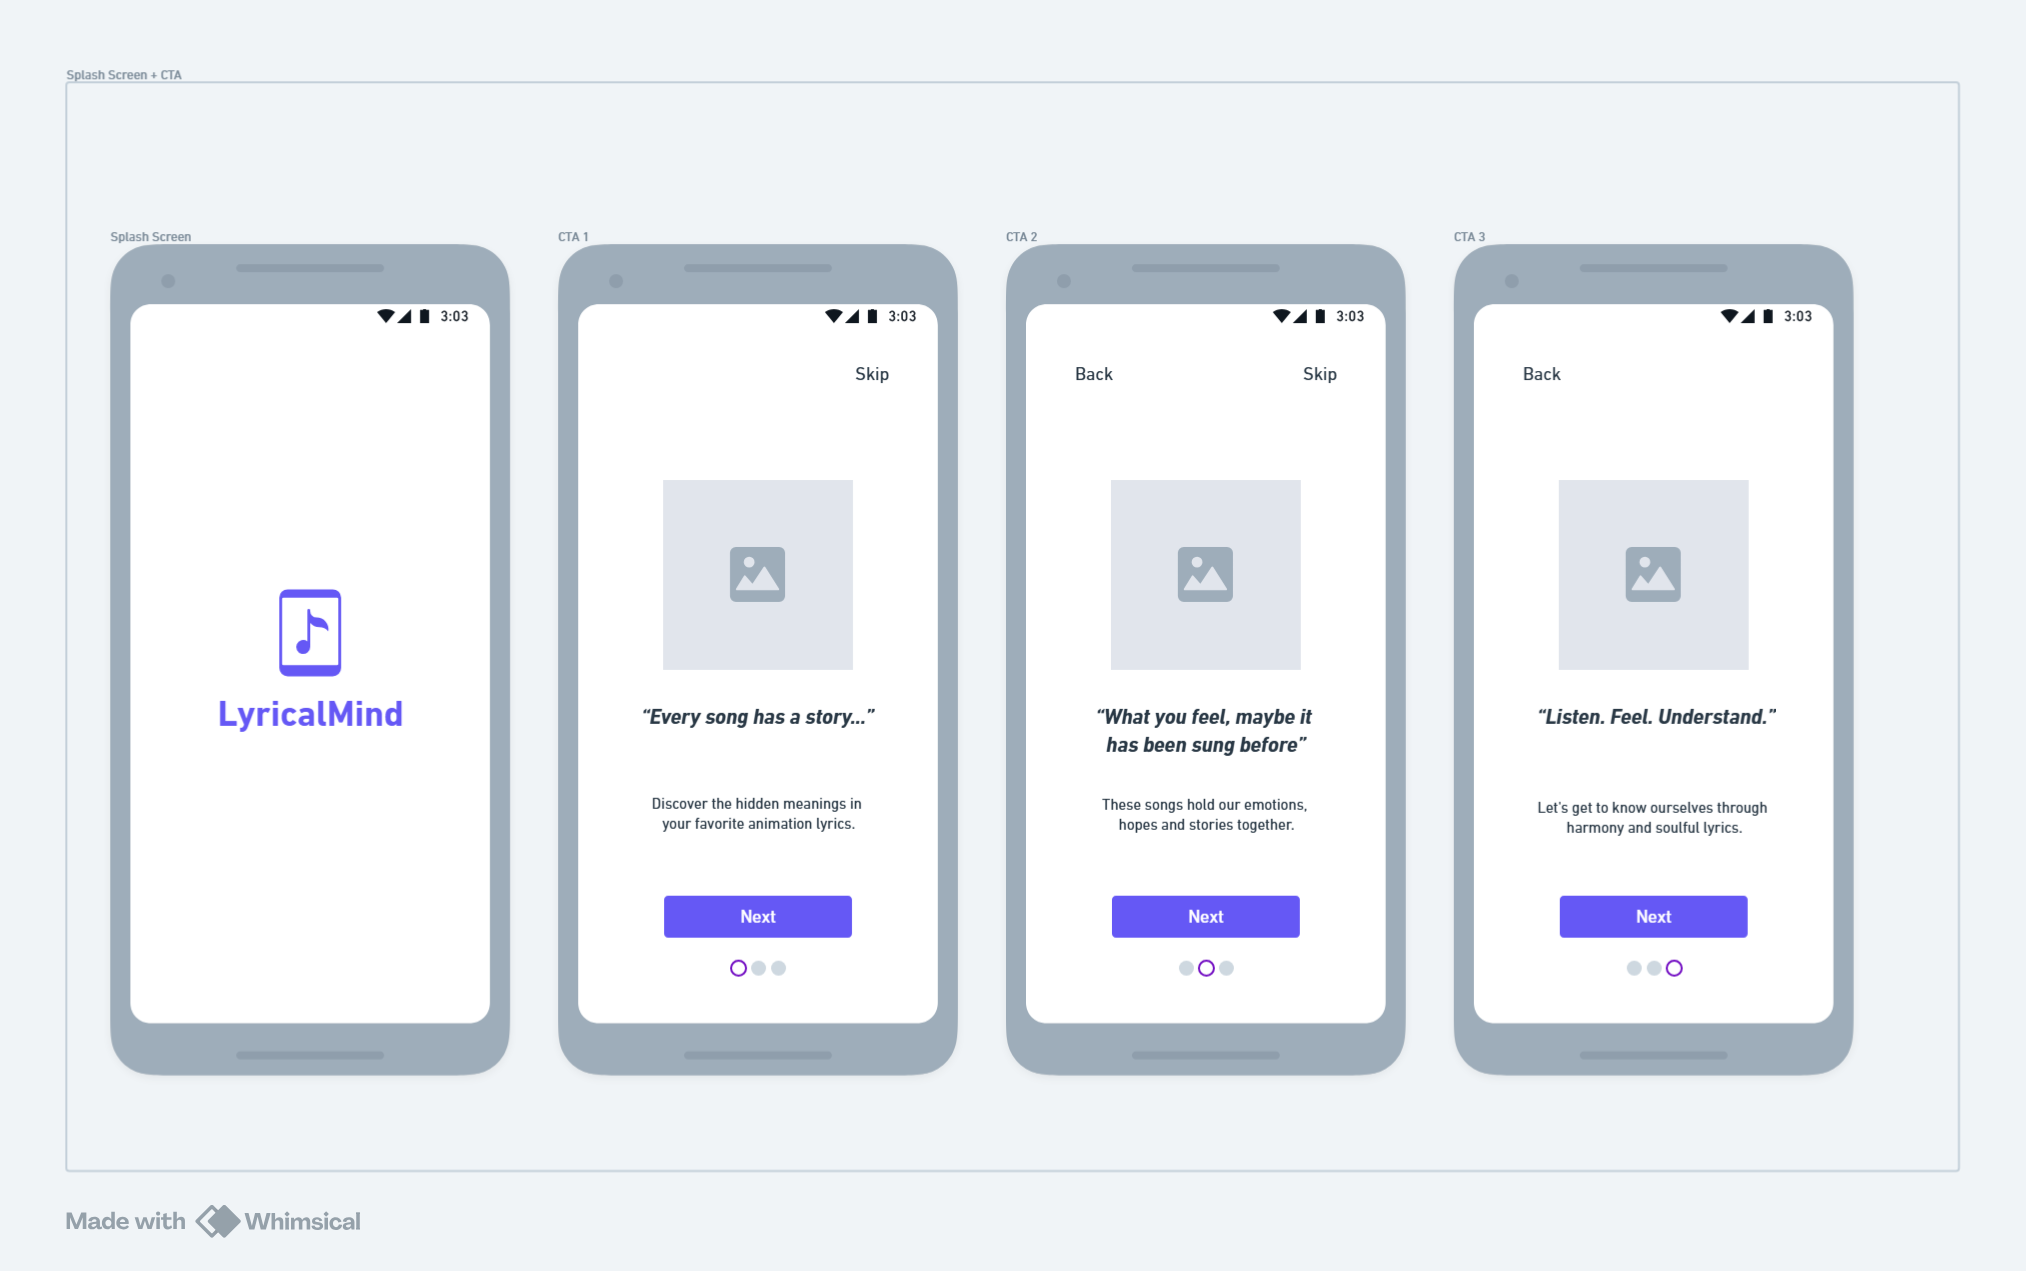 Splash Screen + CTA
Splash Screen
3:03
LyricalMind
CTA 1
3:03
Skip
“Every song has a story...”
Discover the hidden meanings in
your favorite animation lyrics.
Next
CTA 2
3:03
Back
Skip
“What you feel, maybe it
has been sung before”
These songs hold our emotions,
hopes and stories together.
Next
CTA 3
3:03
Back
“Listen. Feel. Understand.”
Let's get to know ourselves through
harmony and soulful lyrics.
Next
Made with Whimsical